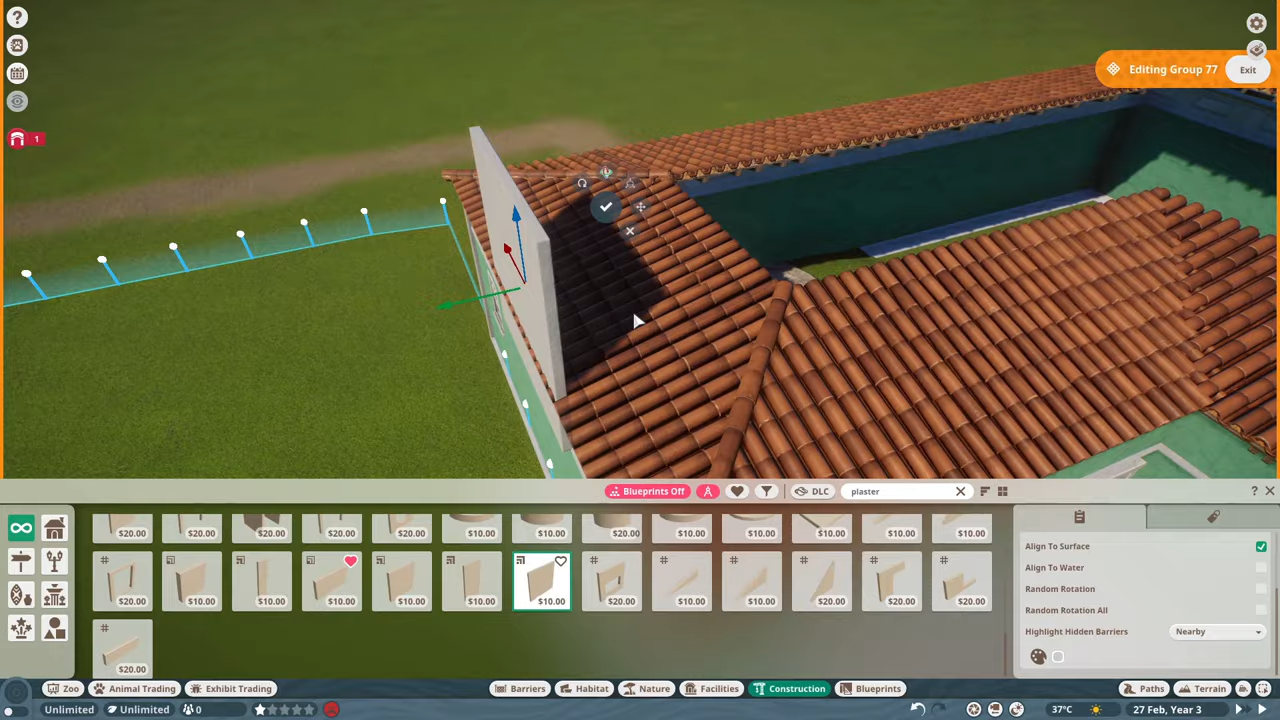 ?
Editing Group 77
Exit
1
Blueprints Off
DLC
plaster
? ×
$20.00 $20.00 $20.00 $20.00 $20.00 $10.00 $10.00 $20.00 $10.00 $10.00 $10.00 $10.00 $10.00
$20.00 $10.00 $10.00 $10.00 $10.00 $10.00 $10.00 $20.00 $10.00 $10.00 $20.00 $20.00 $20.00
$20.00
Align To Surface
Align To Water
Random Rotation
Random Rotation All
Highlight Hidden Barriers Nearby
Zoo Animal Trading Exhibit Trading Barriers Habitat Nature Facilities Construction Blueprints Paths Terrain
Unlimited Unlimited 0 37°C 27 Feb, Year 3